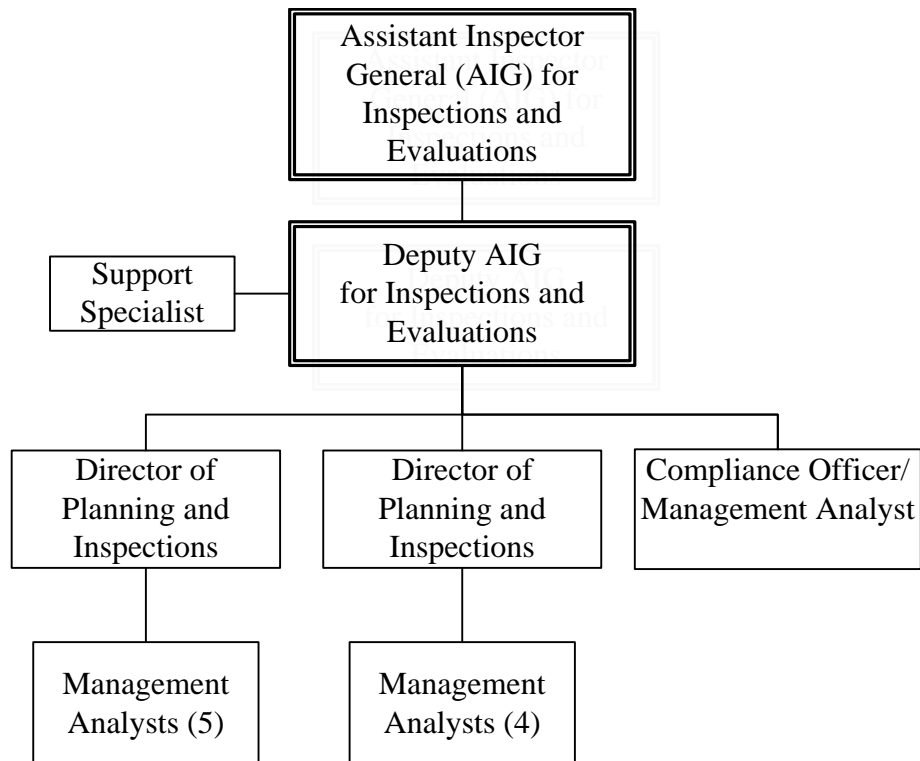 Assistant Inspector
General (AIG) for
Inspections and
Evaluations
Deputy AIG
for Inspections and
Evaluations
Support
Specialist
Director of
Planning and
Inspections
Director of
Planning and
Inspections
Compliance Officer/
Management Analyst
Management
Analysts (5)
Management
Analysts (4)